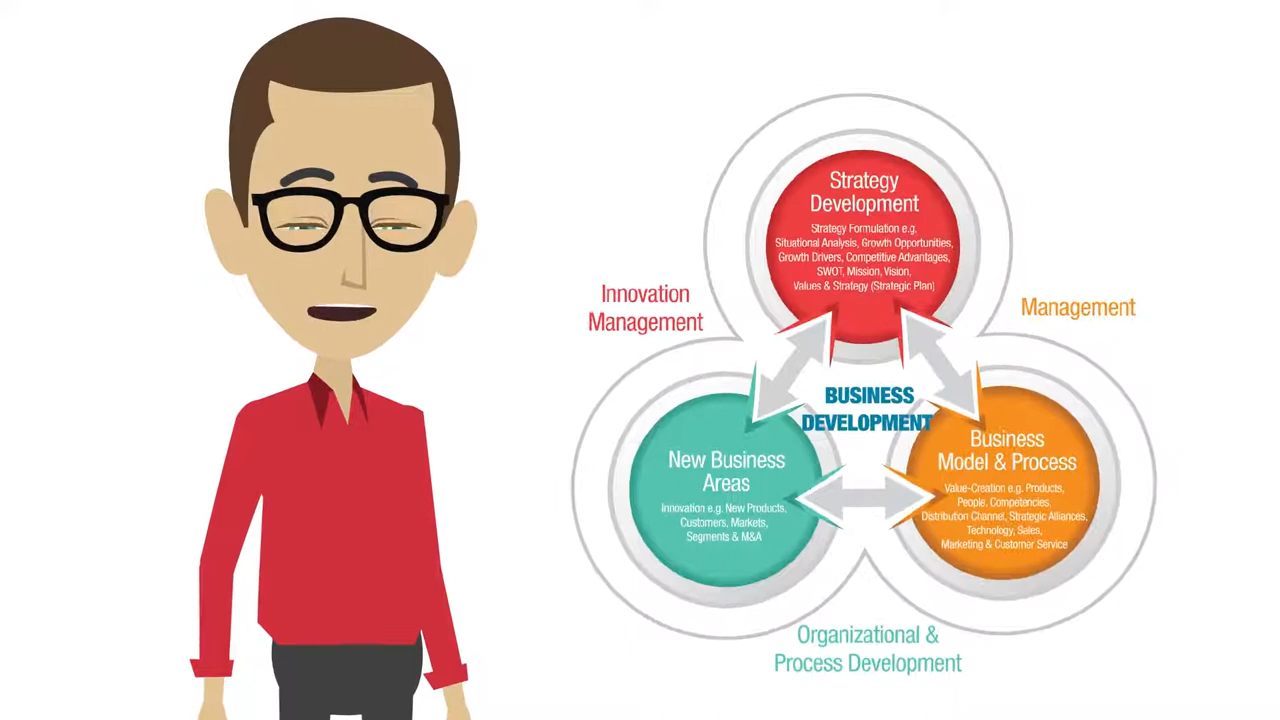 Strategy
Development
Strategy Formulation e.g.
Situational Analysis, Growth Opportunities,
Growth Drivers, Competitive Advantages,
SWOT, Mission, Vision,
Values & Strategy (Strategic Plan)
Innovation
Management
Management
BUSINESS
DEVELOPMENT
New Business
Areas
Innovation e.g. New Products,
Customers, Markets,
Segments & M&A
Business
Model & Process
Value-Creation e.g. Products,
People, Competencies,
Distribution Channel, Strategic Alliances,
Technology, Sales,
Marketing & Customer Service
Organizational &
Process Development